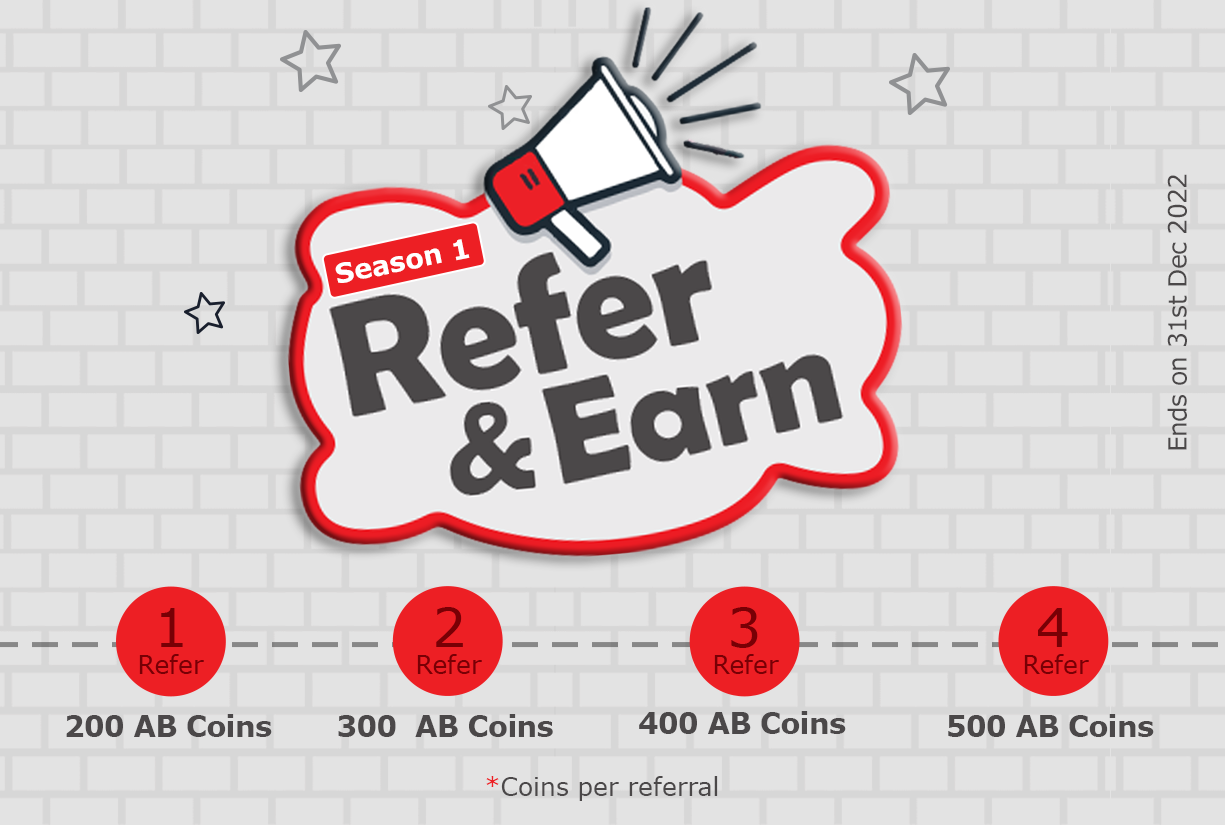 Season 1
Refer
& Earn
Ends on 31st Dec 2022
1
Refer
2
Refer
3
Refer
4
Refer
200 AB Coins
300 AB Coins
400 AB Coins
500 AB Coins
*Coins per referral